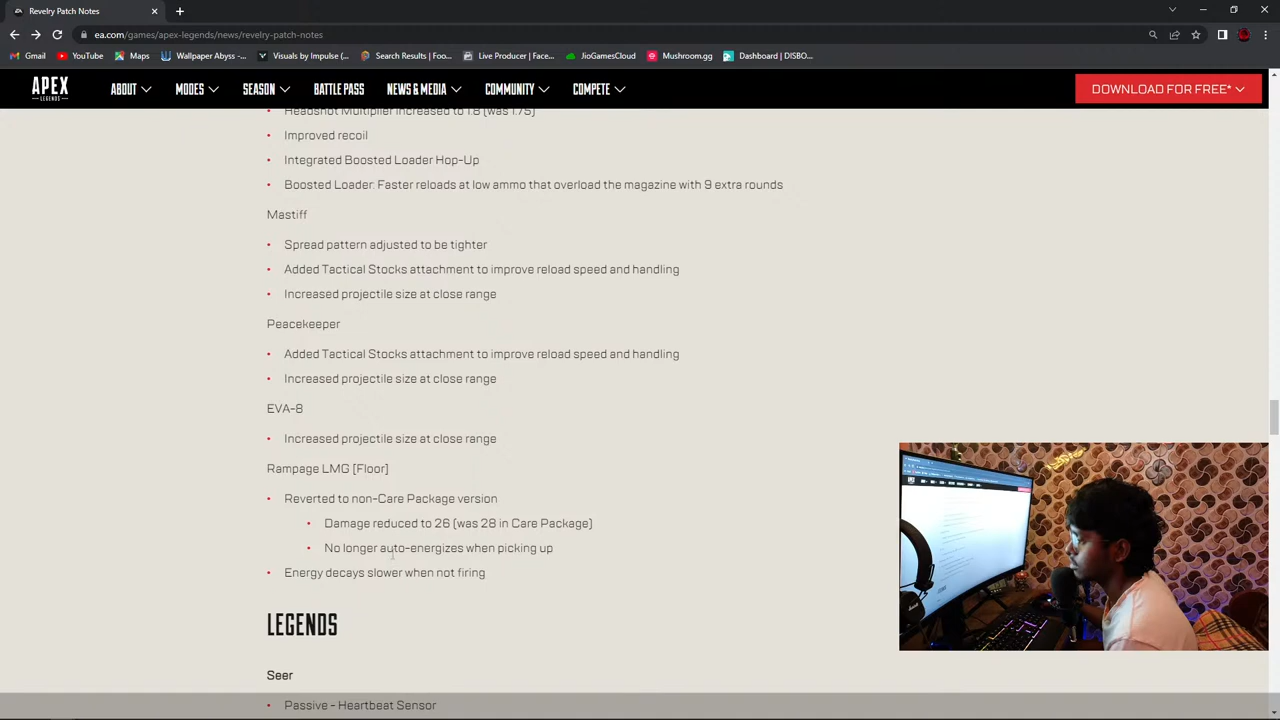 Revelry Patch Notes
ea.com/games/apex-legends/news/revelry-patch-notes
Gmail YouTube Maps Wallpaper Abyss -... Visuals by Impulse (... Search Results | Foo... Live Producer | Face... JioGamesCloud Mushroom.gg Dashboard | DISBO...
APEX
LEGENDS
ABOUT MODES SEASON BATTLE PASS NEWS & MEDIA COMMUNITY COMPETE DOWNLOAD FOR FREE*
Headshot Multiplier increased to 1.8 (was 1.75)
• Improved recoil
• Integrated Boosted Loader Hop-Up
• Boosted Loader: Faster reloads at low ammo that overload the magazine with 9 extra rounds
Mastiff
• Spread pattern adjusted to be tighter
• Added Tactical Stocks attachment to improve reload speed and handling
• Increased projectile size at close range
Peacekeeper
• Added Tactical Stocks attachment to improve reload speed and handling
• Increased projectile size at close range
EVA-8
• Increased projectile size at close range
Rampage LMG [Floor]
• Reverted to non-Care Package version
• Damage reduced to 26 (was 28 in Care Package)
• No longer auto-energizes when picking up
• Energy decays slower when not firing
LEGENDS
Seer
• Passive - Heartbeat Sensor